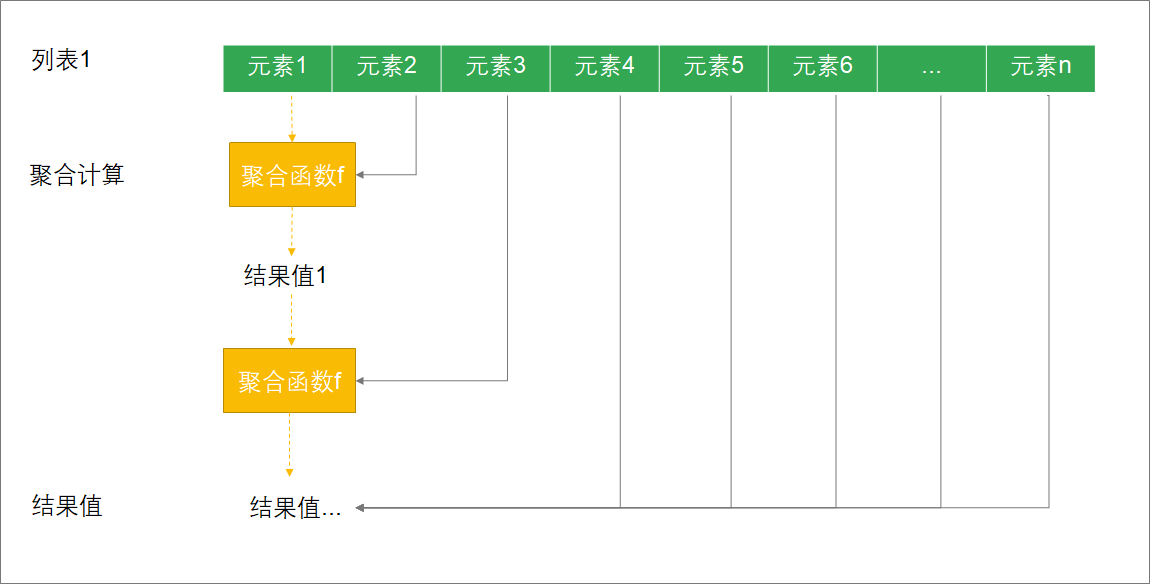 列表1
元素1 元素2 元素3 元素4 元素5 元素6 ... 元素n
聚合计算
聚合函数f
结果值1
聚合函数f
结果值
结果值...